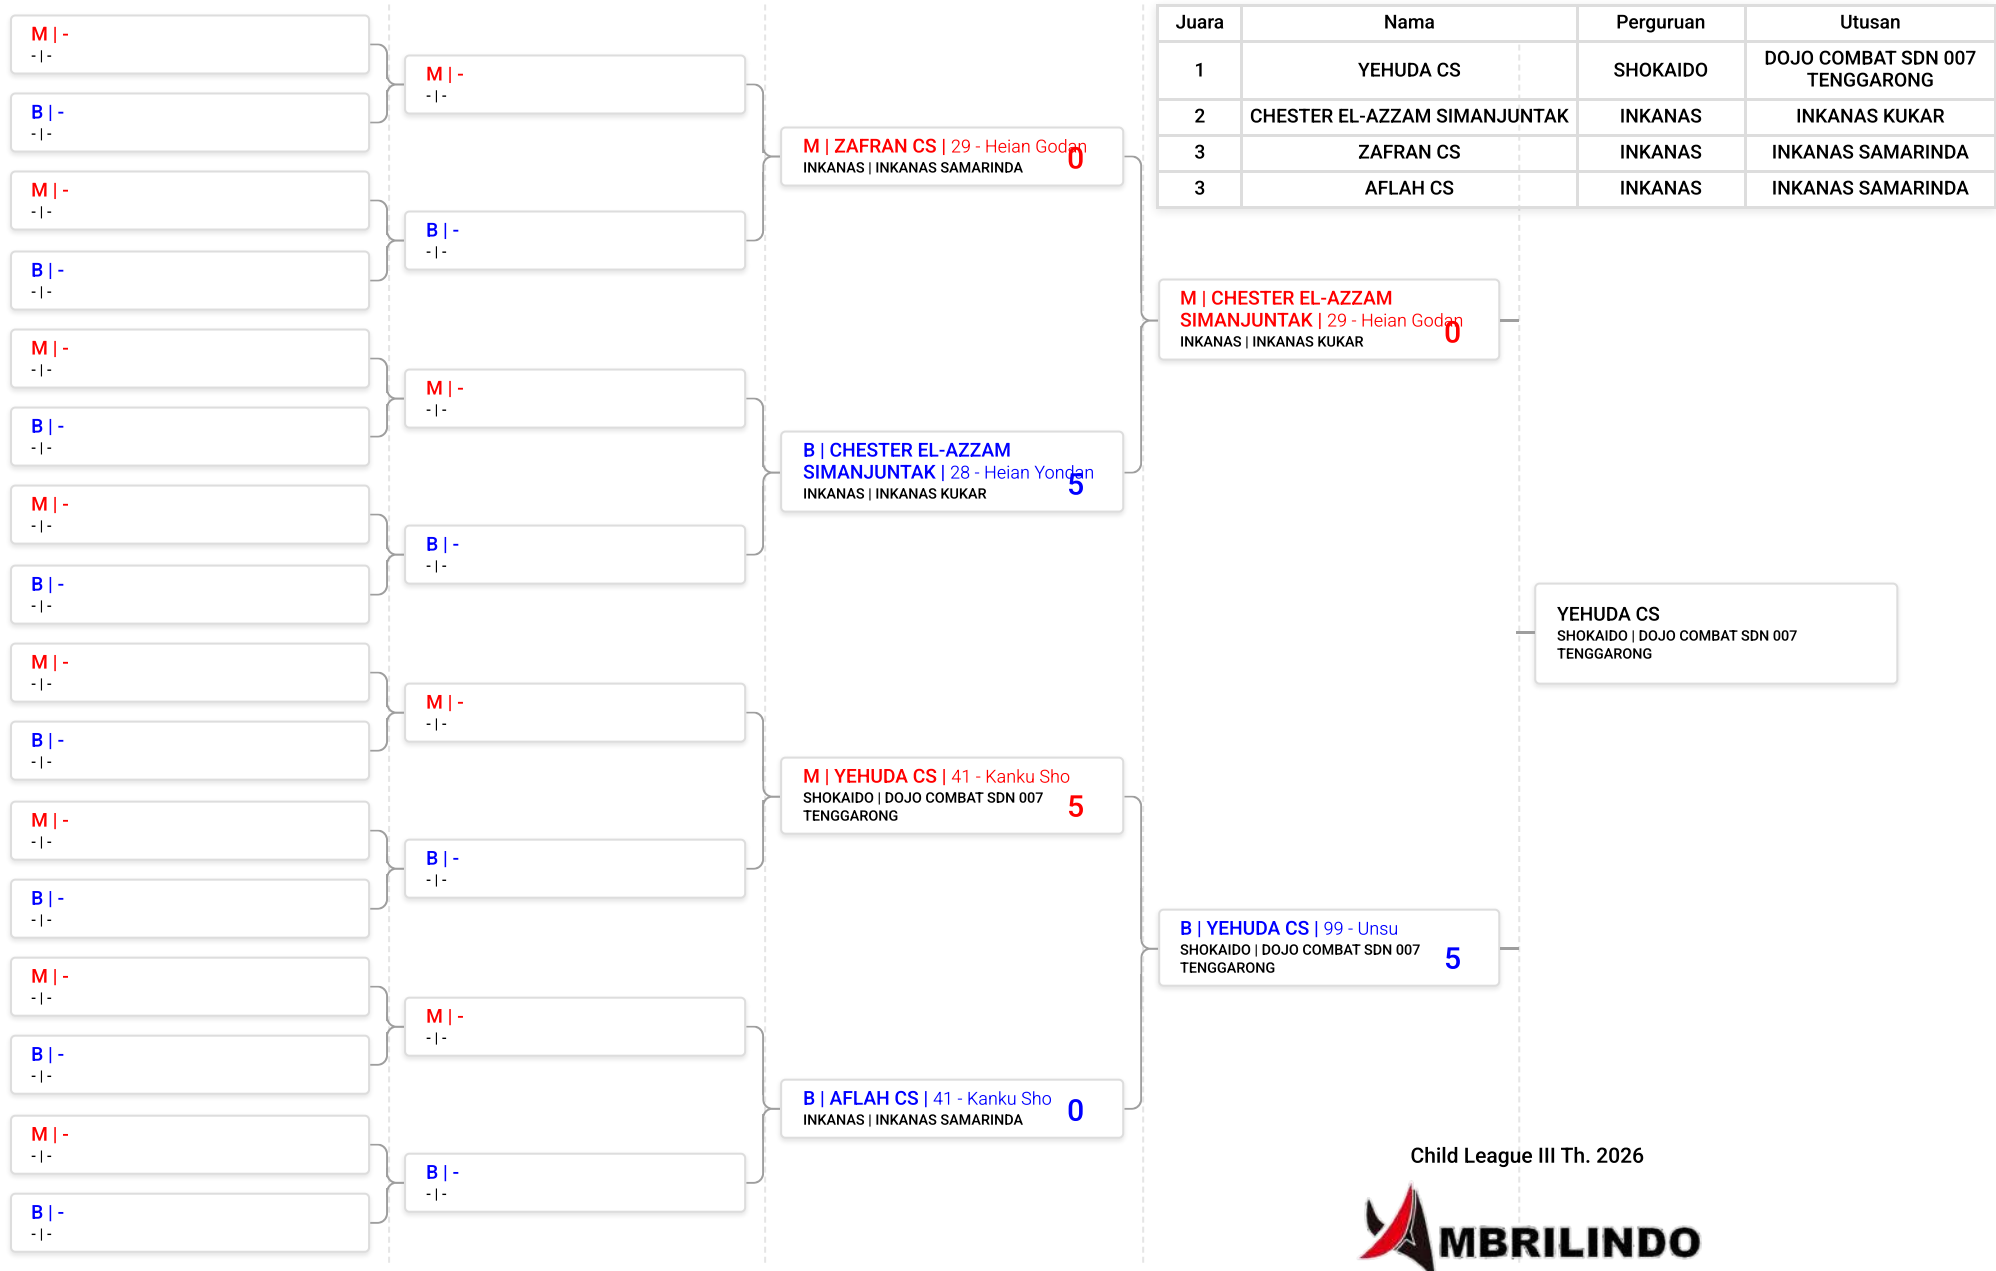 M | -
- | -
B | -
- | -
M | -
- | -
B | -
- | -
M | -
- | -
B | -
- | -
M | -
- | -
B | -
- | -
M | -
- | -
B | -
- | -
M | -
- | -
B | -
- | -
M | -
- | -
B | -
- | -
M | -
- | -
B | -
- | -
M | -
- | -
B | -
- | -
M | -
- | -
B | -
- | -
M | -
- | -
B | -
- | -
M | -
- | -
B | -
- | -
M | ZAFRAN CS | 29 - Heian Godan
INKANAS | INKANAS SAMARINDA
0
B | CHESTER EL-AZZAM
SIMANJUNTAK | 28 - Heian Yondan
INKANAS | INKANAS KUKAR
5
M | YEHUDA CS | 41 - Kanku Sho
SHOKAIDO | DOJO COMBAT SDN 007
TENGGARONG
5
B | AFLAH CS | 41 - Kanku Sho
INKANAS | INKANAS SAMARINDA
0
M | CHESTER EL-AZZAM
SIMANJUNTAK | 29 - Heian Godan
INKANAS | INKANAS KUKAR
0
B | YEHUDA CS | 99 - Unsu
SHOKAIDO | DOJO COMBAT SDN 007
TENGGARONG
5
YEHUDA CS
SHOKAIDO | DOJO COMBAT SDN 007
TENGGARONG
Juara Nama Perguruan Utusan
1 YEHUDA CS SHOKAIDO DOJO COMBAT SDN 007
TENGGARONG
2 CHESTER EL-AZZAM SIMANJUNTAK INKANAS INKANAS KUKAR
3 ZAFRAN CS INKANAS INKANAS SAMARINDA
3 AFLAH CS INKANAS INKANAS SAMARINDA
Child League III Th. 2026
MBRILINDO